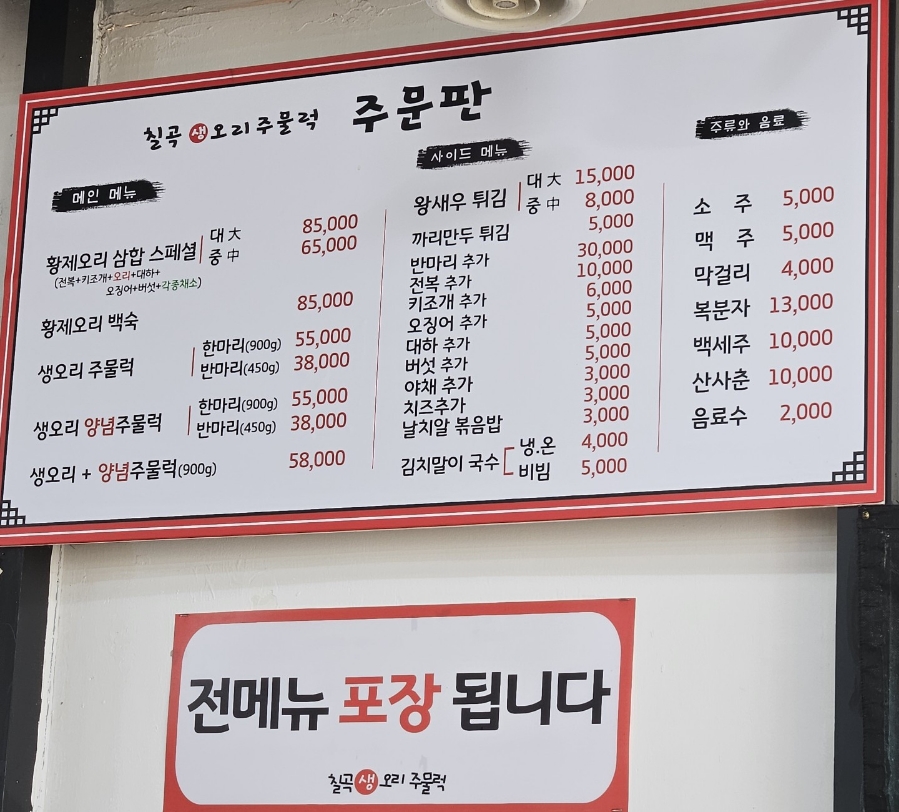 칠곡 생오리주물럭 주문판
메인 메뉴
황제오리 삼합 스페셜 대 大 85,000
중 中 65,000
(전복+키조개+오리+대하+
오징어+버섯+각종채소)
황제오리 백숙 85,000
생오리 주물럭 한마리(900g) 55,000
반마리(450g) 38,000
생오리 양념주물럭 한마리(900g) 55,000
반마리(450g) 38,000
생오리 + 양념주물럭(900g) 58,000
사이드 메뉴
왕새우 튀김 대 大 15,000
중 中 8,000
까리만두 튀김 5,000
반마리 추가 30,000
전복 추가 10,000
키조개 추가 6,000
오징어 추가 5,000
대하 추가 5,000
버섯 추가 5,000
야채 추가 3,000
치즈추가 3,000
날치알 볶음밥 3,000
김치말이 국수 냉.온 4,000
비빔 5,000
주류와 음료
소 주 5,000
맥 주 5,000
막걸리 4,000
복분자 13,000
백세주 10,000
산사춘 10,000
음료수 2,000
전메뉴 포장 됩니다
칠곡 생오리 주물럭